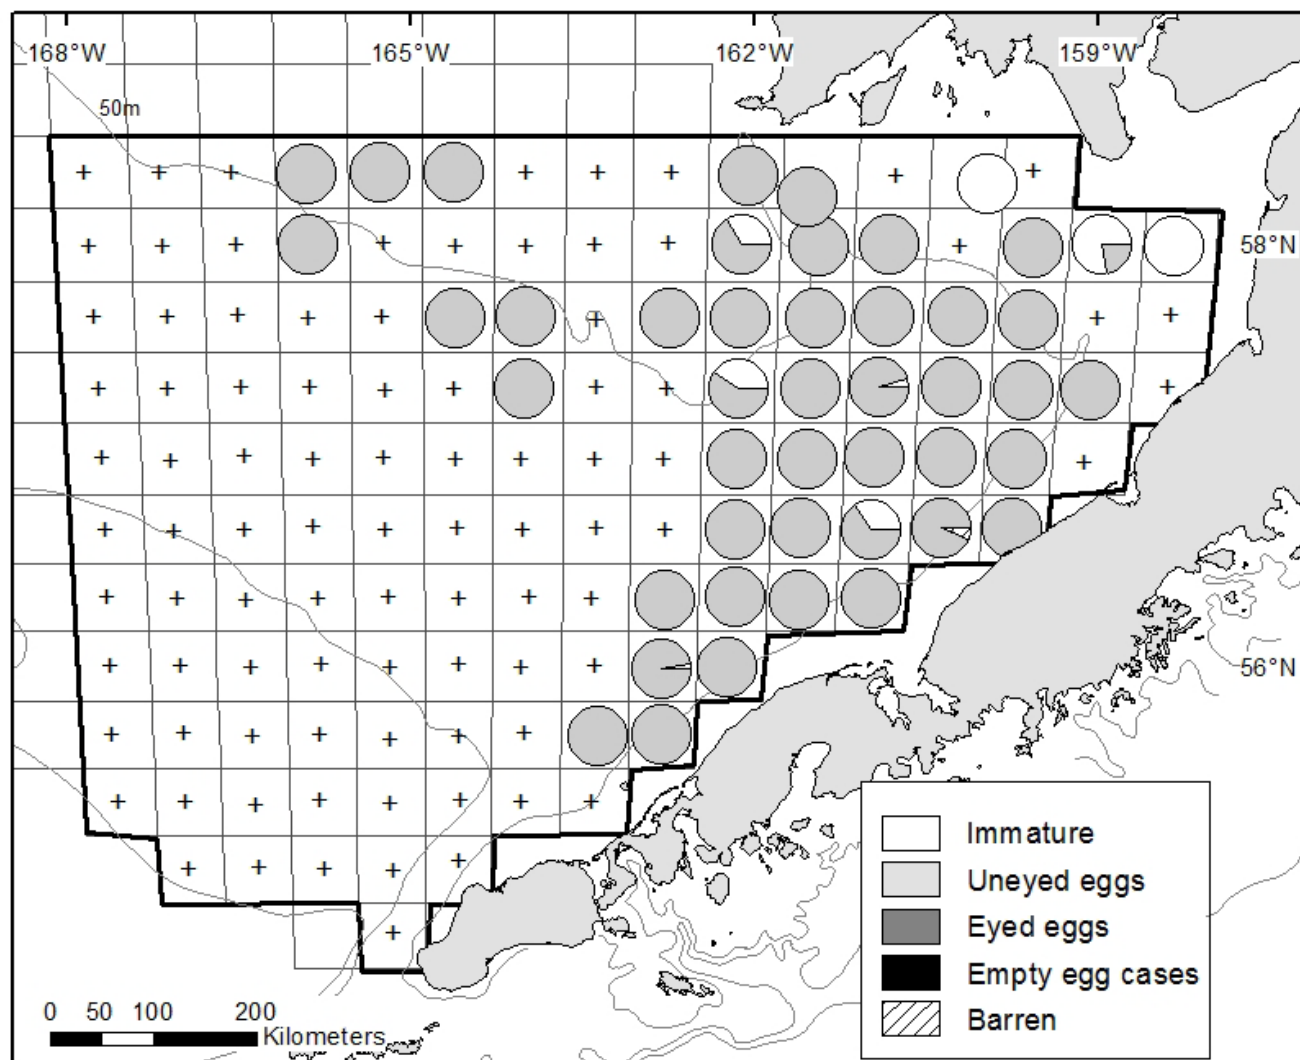 168°W 165°W 162°W 159°W
50m
58°N
56°N
Immature
Uneyed eggs
Eyed eggs
Empty egg cases
Barren
0 50 100 200
Kilometers